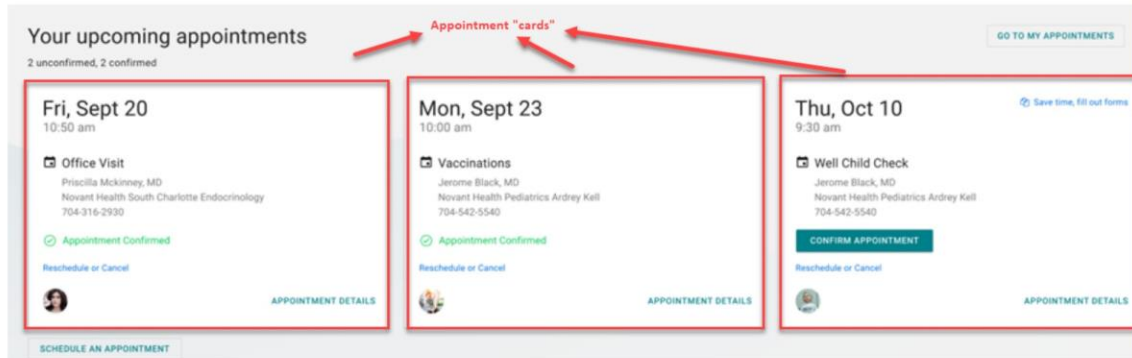 Appointment "cards"
Your upcoming appointments
GO TO MY APPOINTMENTS
2 unconfirmed, 2 confirmed
Fri, Sept 20
10:50 am
Office Visit
Priscilla Mckinney, MD
Novant Health South Charlotte Endocrinology
704-316-2930
Appointment Confirmed
Reschedule or Cancel
APPOINTMENT DETAILS
Mon, Sept 23
10:00 am
Vaccinations
Jerome Black, MD
Novant Health Pediatrics Ardrey Kell
704-542-5540
Appointment Confirmed
Reschedule or Cancel
APPOINTMENT DETAILS
Thu, Oct 10
Save time, fill out forms
9:30 am
Well Child Check
Jerome Black, MD
Novant Health Pediatrics Ardrey Kell
704-542-5540
CONFIRM APPOINTMENT
Reschedule or Cancel
APPOINTMENT DETAILS
SCHEDULE AN APPOINTMENT